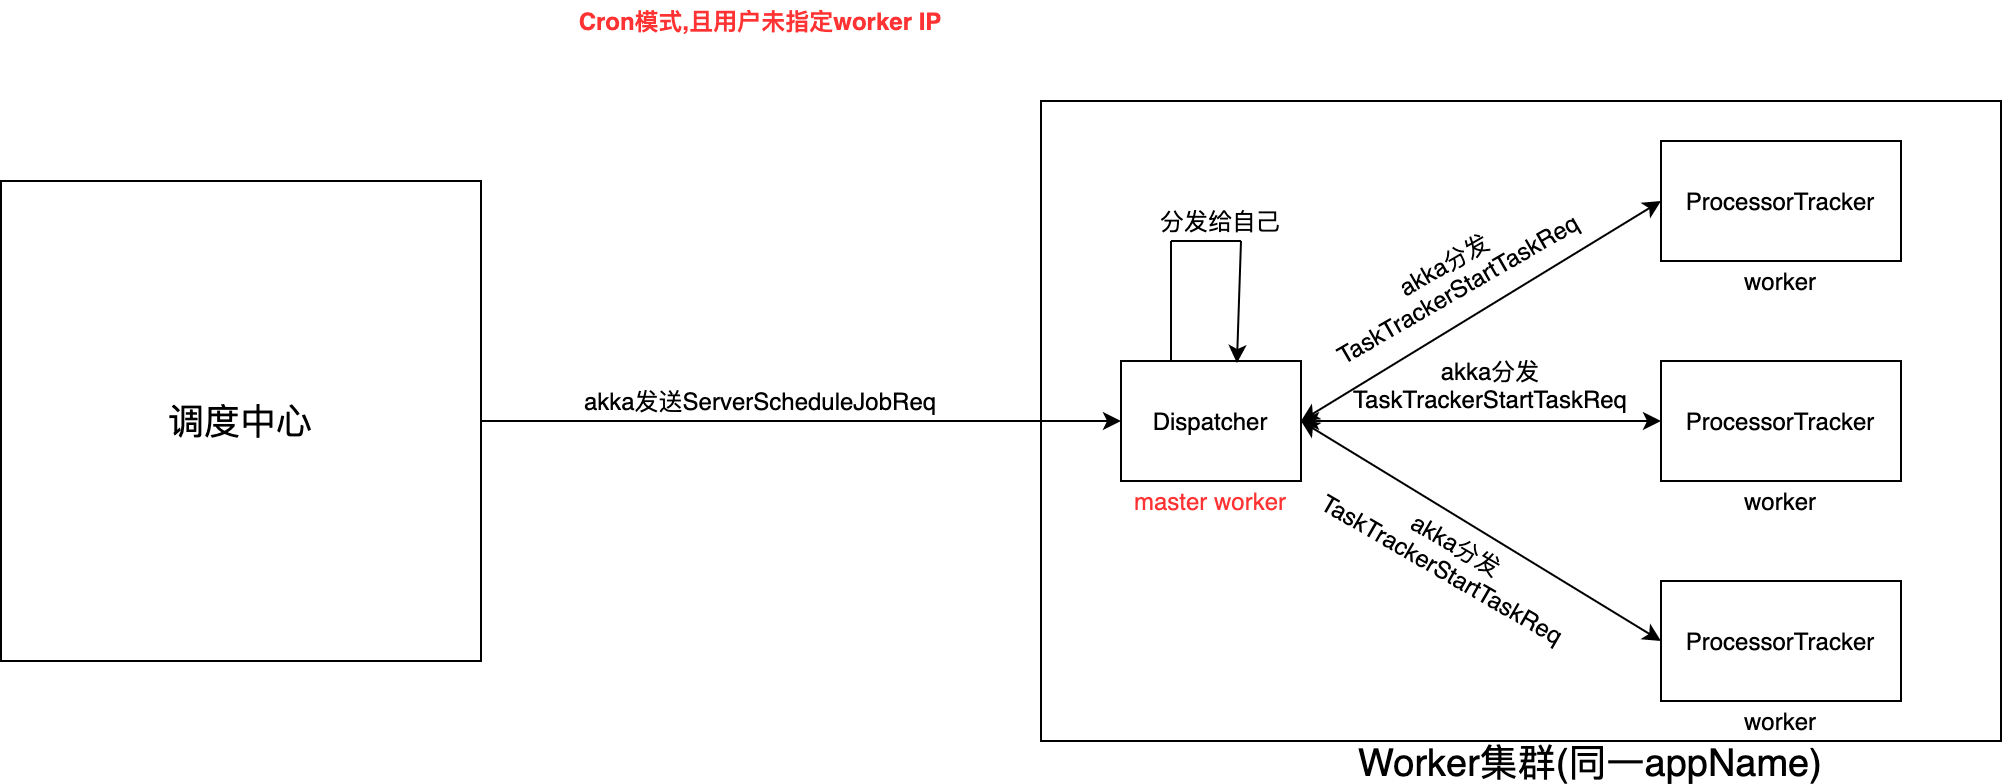 Cron模式,且用户未指定worker IP
调度中心
akka发送ServerScheduleJobReq
分发给自己
Dispatcher
master worker
akka分发
TaskTrackerStartTaskReq
ProcessorTracker
worker
akka分发
TaskTrackerStartTaskReq
ProcessorTracker
worker
akka分发
TaskTrackerStartTaskReq
ProcessorTracker
worker
Worker集群(同一appName)